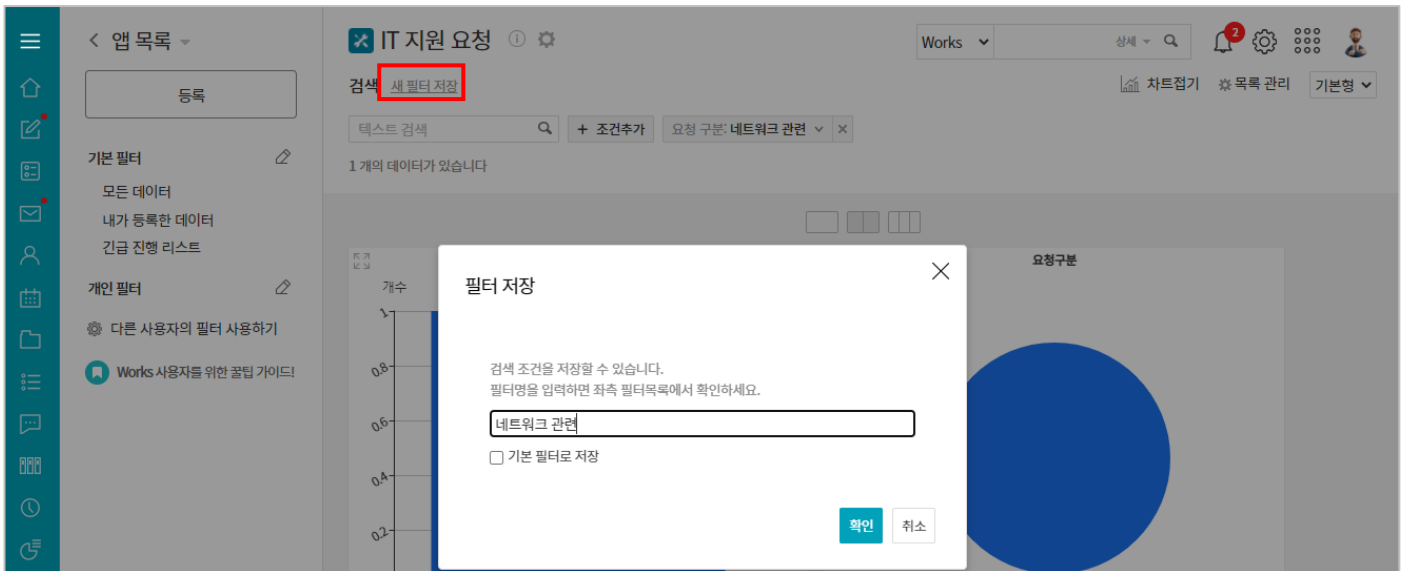 앱 목록
IT 지원 요청
Works
상세
2
등록
검색 새 필터 저장
차트접기
목록 관리
기본형
텍스트 검색
+ 조건추가
요청 구분: 네트워크 관련
1 개의 데이터가 있습니다
기본 필터
모든 데이터
내가 등록한 데이터
긴급 진행 리스트
개인 필터
다른 사용자의 필터 사용하기
Works 사용자를 위한 꿀팁 가이드!
개수
1
0.8
0.6
0.4
0.2
요청구분
필터 저장
검색 조건을 저장할 수 있습니다.
필터명을 입력하면 좌측 필터목록에서 확인하세요.
네트워크 관련
기본 필터로 저장
확인
취소